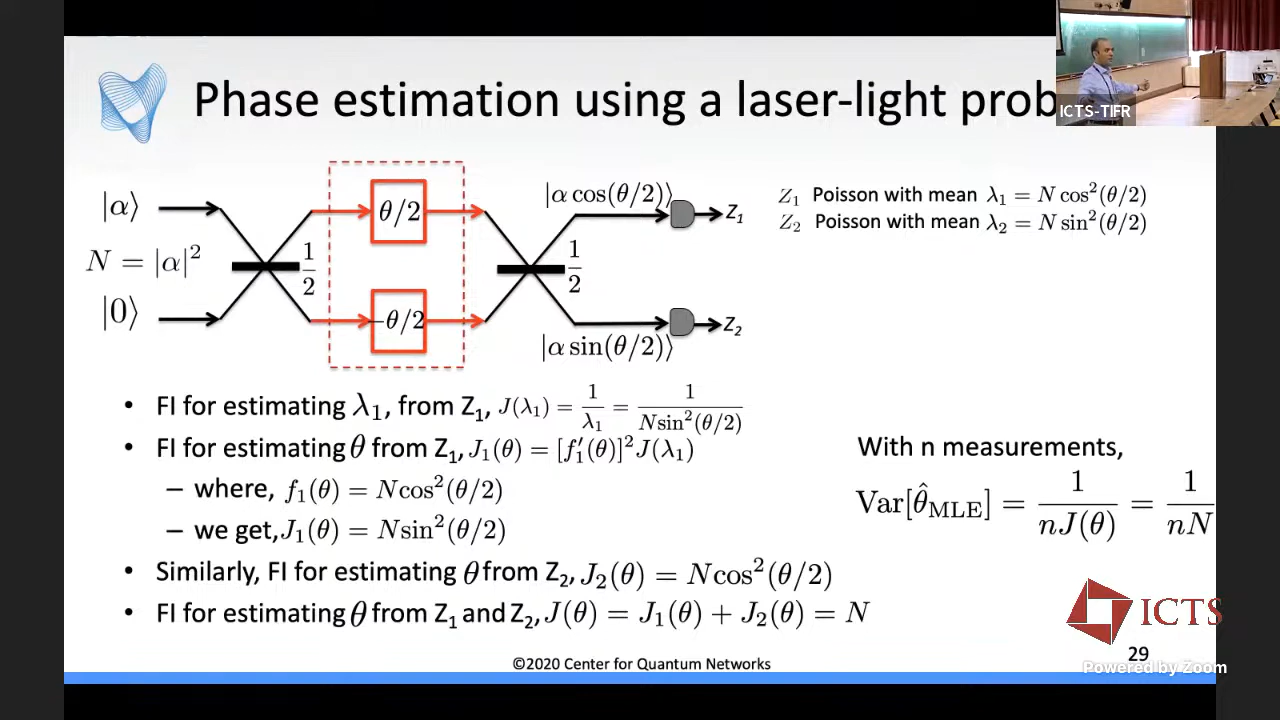 Phase estimation using a laser-light prob
ICTS-TIFR
|α⟩
N = |α|²
|0⟩
1/2
θ/2
−θ/2
1/2
|α cos(θ/2)⟩
Z₁
|α sin(θ/2)⟩
Z₂
Z₁ Poisson with mean λ₁ = N cos²(θ/2)
Z₂ Poisson with mean λ₂ = N sin²(θ/2)
• FI for estimating λ₁, from Z₁, J(λ₁) = 1/λ₁ = 1/(Nsin²(θ/2))
• FI for estimating θ from Z₁, J₁(θ) = [f₁′(θ)]²J(λ₁)
– where, f₁(θ) = Ncos²(θ/2)
– we get, J₁(θ) = Nsin²(θ/2)
• Similarly, FI for estimating θ from Z₂, J₂(θ) = Ncos²(θ/2)
• FI for estimating θ from Z₁ and Z₂, J(θ) = J₁(θ) + J₂(θ) = N
With n measurements,
Var[θ̂_MLE] = 1/(nJ(θ)) = 1/(nN)
ICTS
29
Powered by Zoom
©2020 Center for Quantum Networks